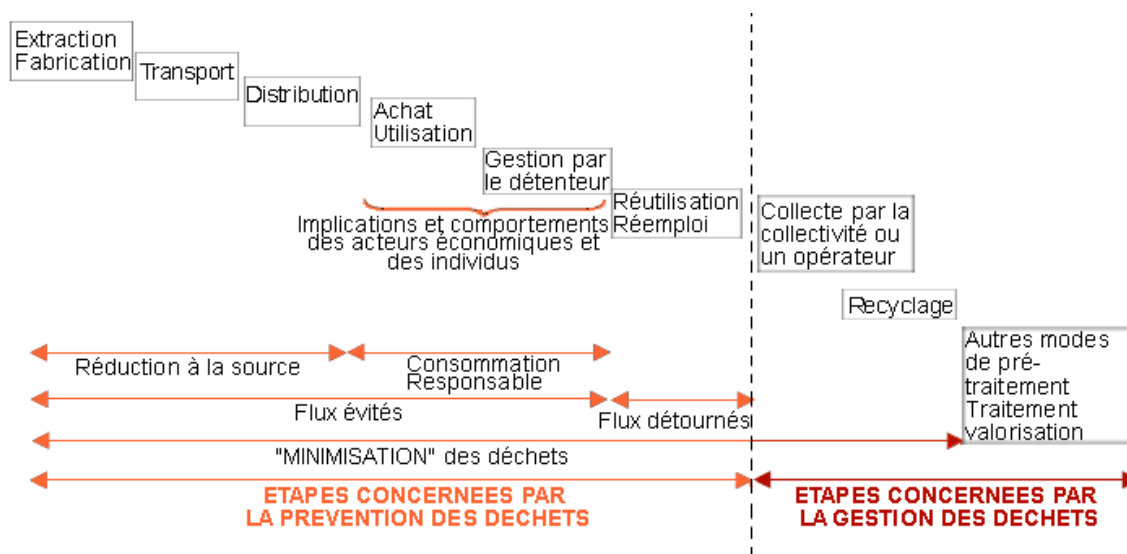 Extraction
Fabrication
Transport
Distribution
Achat
Utilisation
Gestion par
le détenteur
Réutilisation
Réemploi
Implications et comportements
des acteurs économiques et
des individus
Collecte par la
collectivité ou
un opérateur
Recyclage
Autres modes
de pré-
traitement
Traitement
valorisation
Réduction à la source
Consommation
Responsable
Flux évités
Flux détournés
"MINIMISATION" des déchets
ETAPES CONCERNEES PAR
LA PREVENTION DES DECHETS
ETAPES CONCERNEES PAR
LA GESTION DES DECHETS